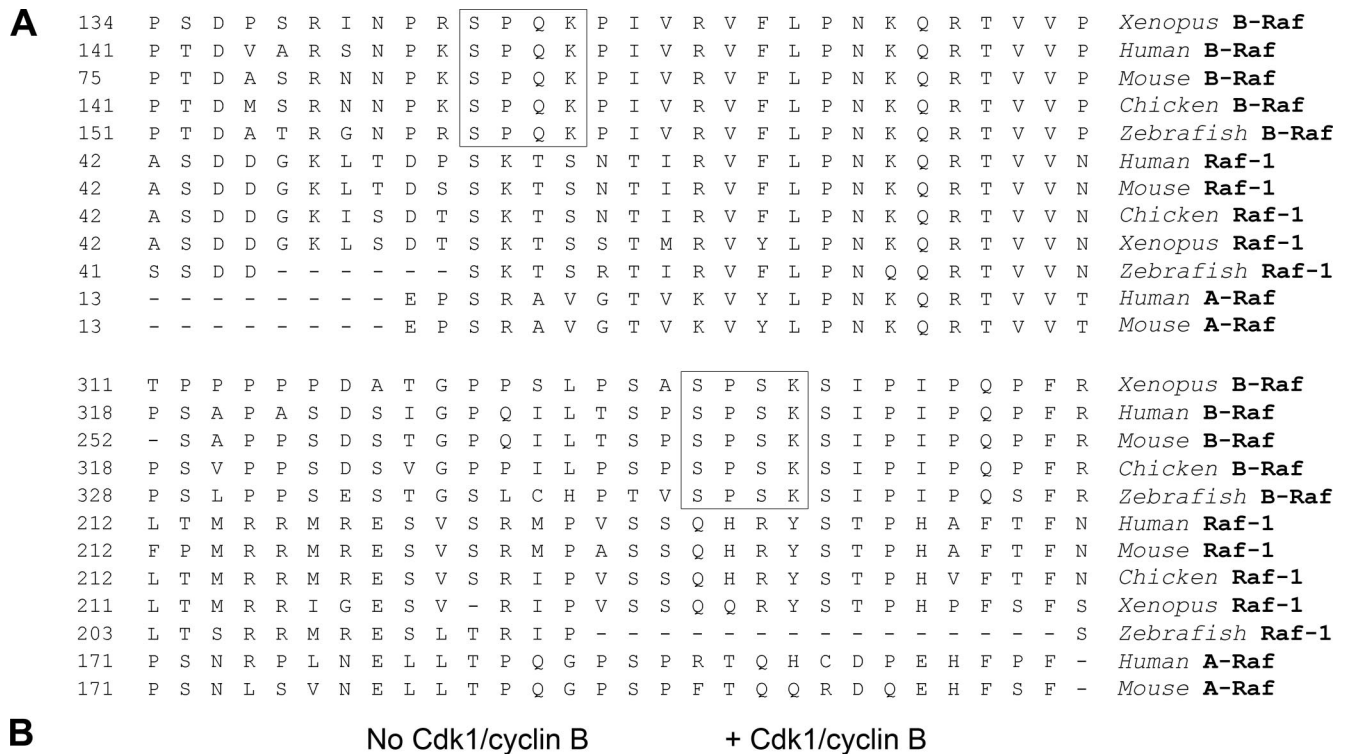 A
134 P S D P S R I N P R S P Q K P I V R V F L P N K Q R T V V P Xenopus B-Raf
141 P T D V A R S N P K S P Q K P I V R V F L P N K Q R T V V P Human B-Raf
75 P T D A S R N N P K S P Q K P I V R V F L P N K Q R T V V P Mouse B-Raf
141 P T D M S R N N P K S P Q K P I V R V F L P N K Q R T V V P Chicken B-Raf
151 P T D A T R G N P R S P Q K P I V R V F L P N K Q R T V V P Zebrafish B-Raf
42 A S D D G K L T D P S K T S N T I R V F L P N K Q R T V V N Human Raf-1
42 A S D D G K L T D S S K T S N T I R V F L P N K Q R T V V N Mouse Raf-1
42 A S D D G K I S D T S K T S N T I R V F L P N K Q R T V V N Chicken Raf-1
42 A S D D G K L S D T S K T S S T M R V Y L P N K Q R T V V N Xenopus Raf-1
41 S S D D - - - - - - S K T S R T I R V F L P N Q Q R T V V N Zebrafish Raf-1
13 - - - - - - - - E P S R A V G T V K V Y L P N K Q R T V V T Human A-Raf
13 - - - - - - - - E P S R A V G T V K V Y L P N K Q R T V V T Mouse A-Raf
311 T P P P P P D A T G P P S L P S A S P S K S I P I P Q P F R Xenopus B-Raf
318 P S A P A S D S I G P Q I L T S P S P S K S I P I P Q P F R Human B-Raf
252 - S A P P S D S T G P Q I L T S P S P S K S I P I P Q P F R Mouse B-Raf
318 P S V P P S D S V G P P I L P S P S P S K S I P I P Q P F R Chicken B-Raf
328 P S L P P S E S T G S L C H P T V S P S K S I P I P Q S F R Zebrafish B-Raf
212 L T M R R M R E S V S R M P V S S Q H R Y S T P H A F T F N Human Raf-1
212 F P M R R M R E S V S R M P A S S Q H R Y S T P H A F T F N Mouse Raf-1
212 L T M R R M R E S V S R I P V S S Q H R Y S T P H V F T F N Chicken Raf-1
211 L T M R R I G E S V - R I P V S S Q Q R Y S T P H P F S F S Xenopus Raf-1
203 L T S R R M R E S L T R I P - - - - - - - - - - - - - - - S Zebrafish Raf-1
171 P S N R P L N E L L T P Q G P S P R T Q H C D P E H F P F - Human A-Raf
171 P S N L S V N E L L T P Q G P S P F T Q Q R D Q E H F S F - Mouse A-Raf
B No Cdk1/cyclin B + Cdk1/cyclin B